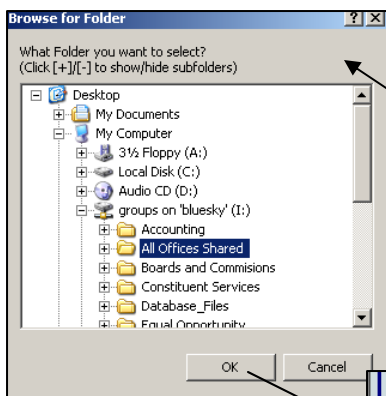 Browse for Folder
What Folder you want to select?
(Click [+]/[-] to show/hide subfolders)
Desktop
My Documents
My Computer
3½ Floppy (A:)
Local Disk (C:)
Audio CD (D:)
groups on 'bluesky' (I:)
Accounting
All Offices Shared
Boards and Commisions
Constituent Services
Database_Files
Equal Opportunity
OK Cancel